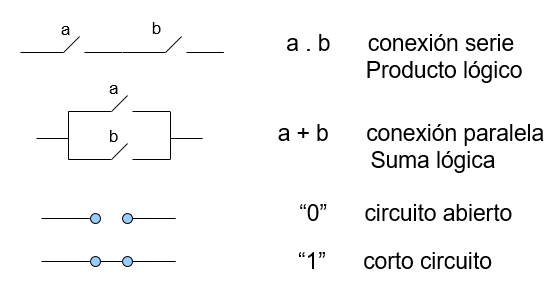 a b a . b conexión serie
Producto lógico
a
b a + b conexión paralela
Suma lógica
“0” circuito abierto
“1” corto circuito